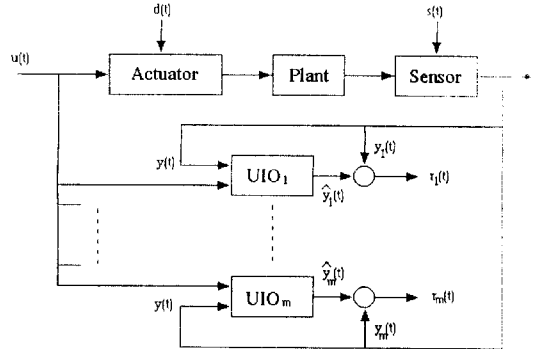 d(t)
s(t)
u(t)
Actuator
Plant
Sensor
y(t)
UIO₁
ŷ₁(t)
y₁(t)
r₁(t)
UIOₘ
ŷₘ(t)
y(t)
rₘ(t)
yₘ(t)